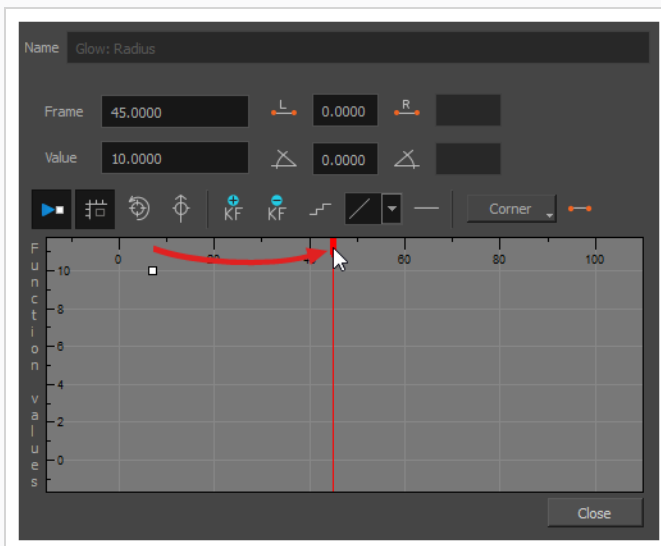 Name Glow: Radius
Frame 45.0000 L 0.0000 R
Value 10.0000 0.0000
KF KF Corner
Function values
0 20 40 60 80 100
10
8
6
4
2
0
Close